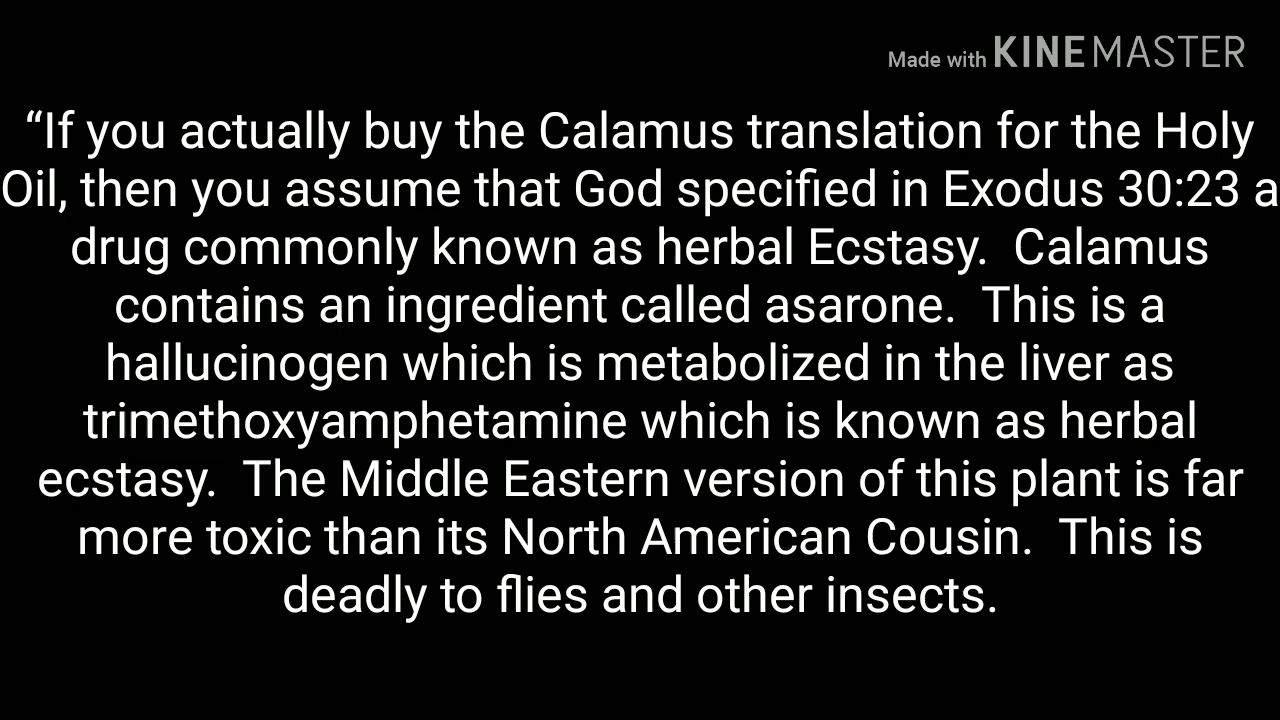 Made with KINEMASTER
“If you actually buy the Calamus translation for the Holy
Oil, then you assume that God specified in Exodus 30:23 a
drug commonly known as herbal Ecstasy.  Calamus
contains an ingredient called asarone.  This is a
hallucinogen which is metabolized in the liver as
trimethoxyamphetamine which is known as herbal
ecstasy.  The Middle Eastern version of this plant is far
more toxic than its North American Cousin.  This is
deadly to flies and other insects.